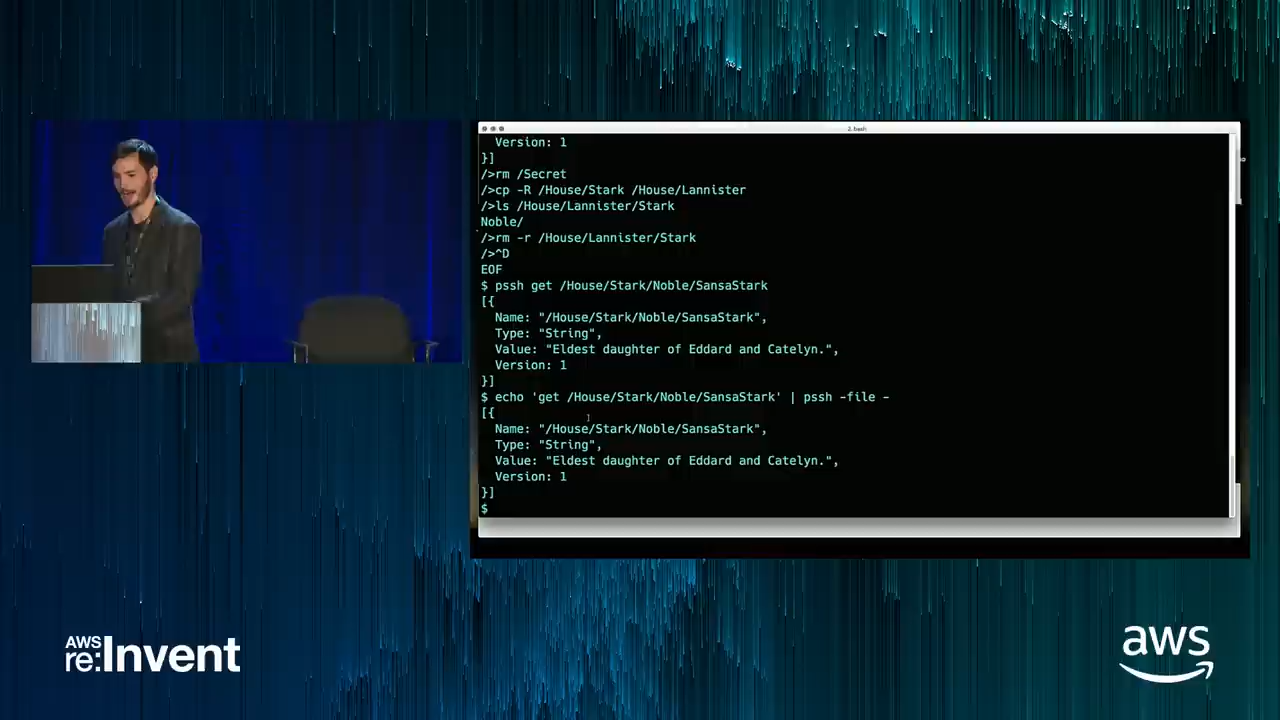 2. bash
Version: 1
}]
/>rm /Secret
/>cp -R /House/Stark /House/Lannister
/>ls /House/Lannister/Stark
Noble/
/>rm -r /House/Lannister/Stark
/>^D
EOF
$ pssh get /House/Stark/Noble/SansaStark
[{
Name: "/House/Stark/Noble/SansaStark",
Type: "String",
Value: "Eldest daughter of Eddard and Catelyn.",
Version: 1
}]
$ echo 'get /House/Stark/Noble/SansaStark' | pssh -file -
[{
Name: "/House/Stark/Noble/SansaStark",
Type: "String",
Value: "Eldest daughter of Eddard and Catelyn.",
Version: 1
}]
$
AWS
re:Invent
aws